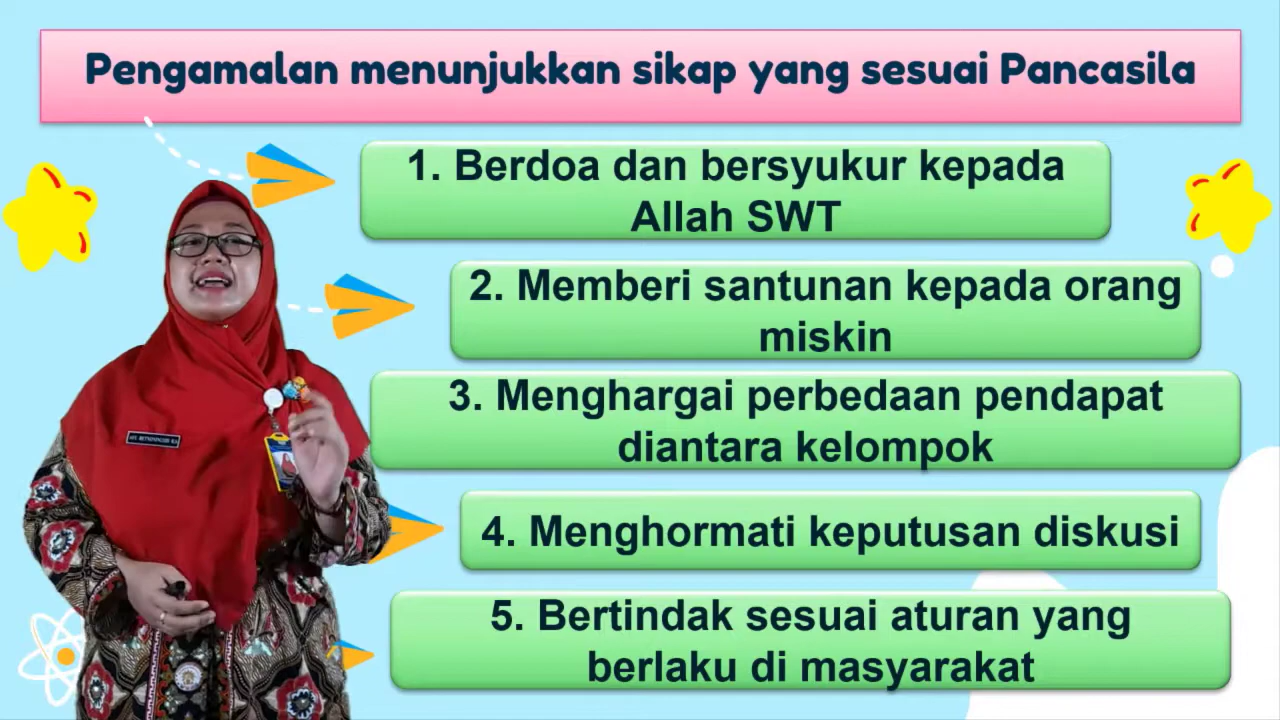 Pengamalan menunjukkan sikap yang sesuai Pancasila
1. Berdoa dan bersyukur kepada
Allah SWT
2. Memberi santunan kepada orang
miskin
3. Menghargai perbedaan pendapat
diantara kelompok
4. Menghormati keputusan diskusi
5. Bertindak sesuai aturan yang
berlaku di masyarakat